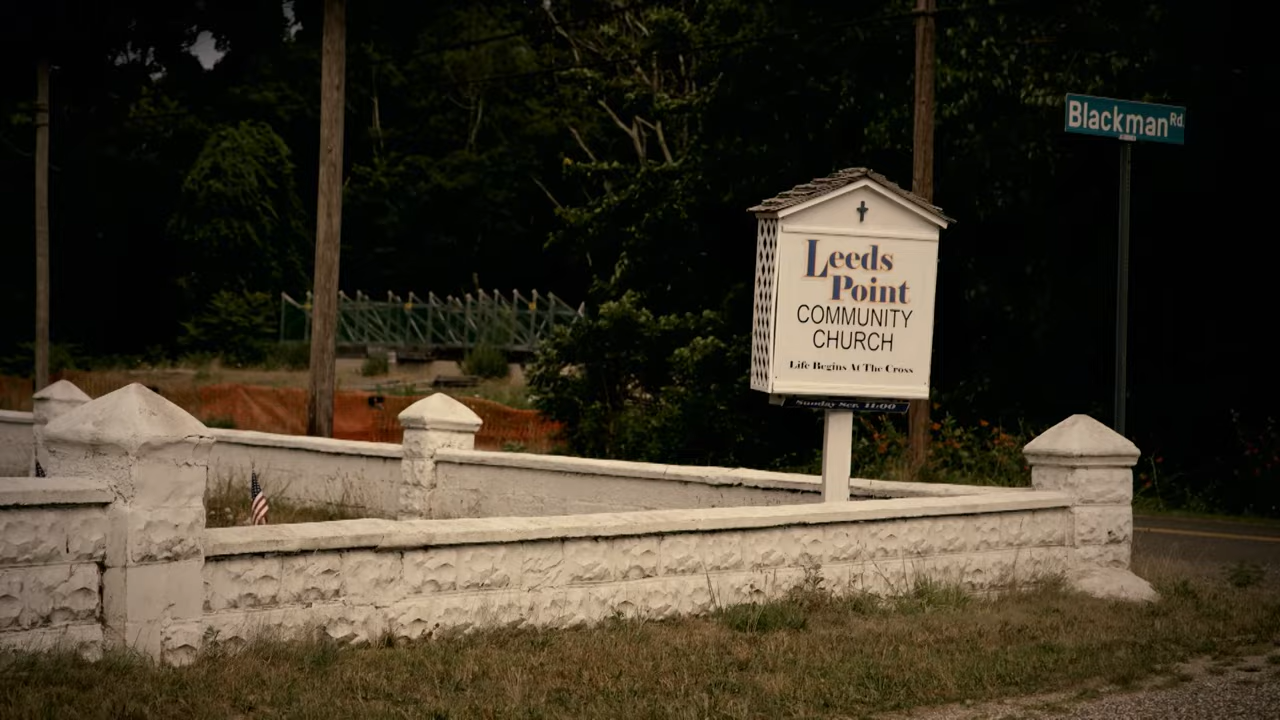 Blackman Rd.
Leeds
Point
COMMUNITY
CHURCH
Life Begins At The Cross
Sunday Ser. 11:00